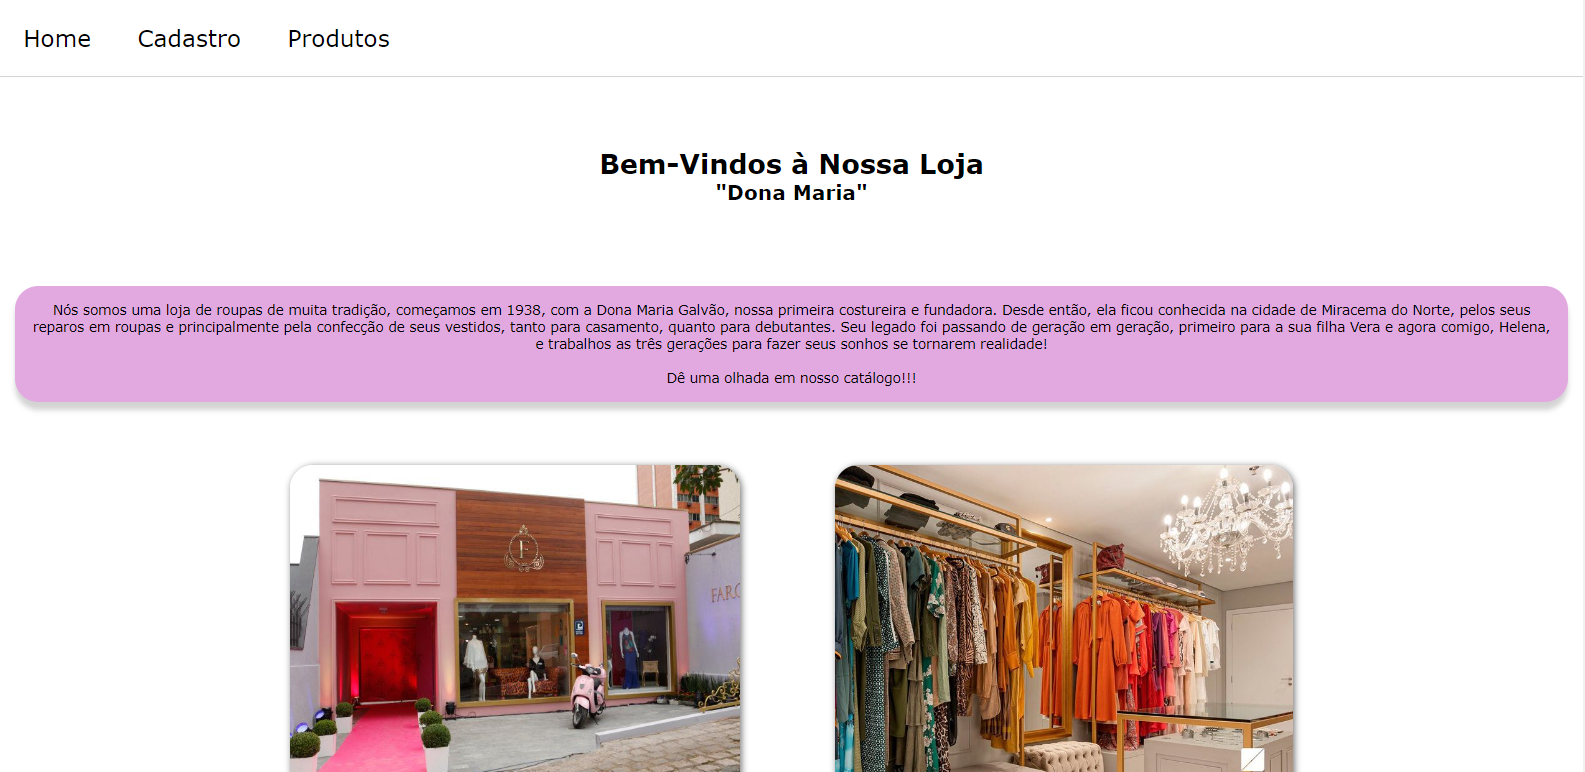 Home Cadastro Produtos
Bem-Vindos à Nossa Loja
"Dona Maria"
Nós somos uma loja de roupas de muita tradição, começamos em 1938, com a Dona Maria Galvão, nossa primeira costureira e fundadora. Desde então, ela ficou conhecida na cidade de Miracema do Norte, pelos seus
reparos em roupas e principalmente pela confecção de seus vestidos, tanto para casamento, quanto para debutantes. Seu legado foi passando de geração em geração, primeiro para a sua filha Vera e agora comigo, Helena,
e trabalhos as três gerações para fazer seus sonhos se tornarem realidade!
Dê uma olhada em nosso catálogo!!!
F